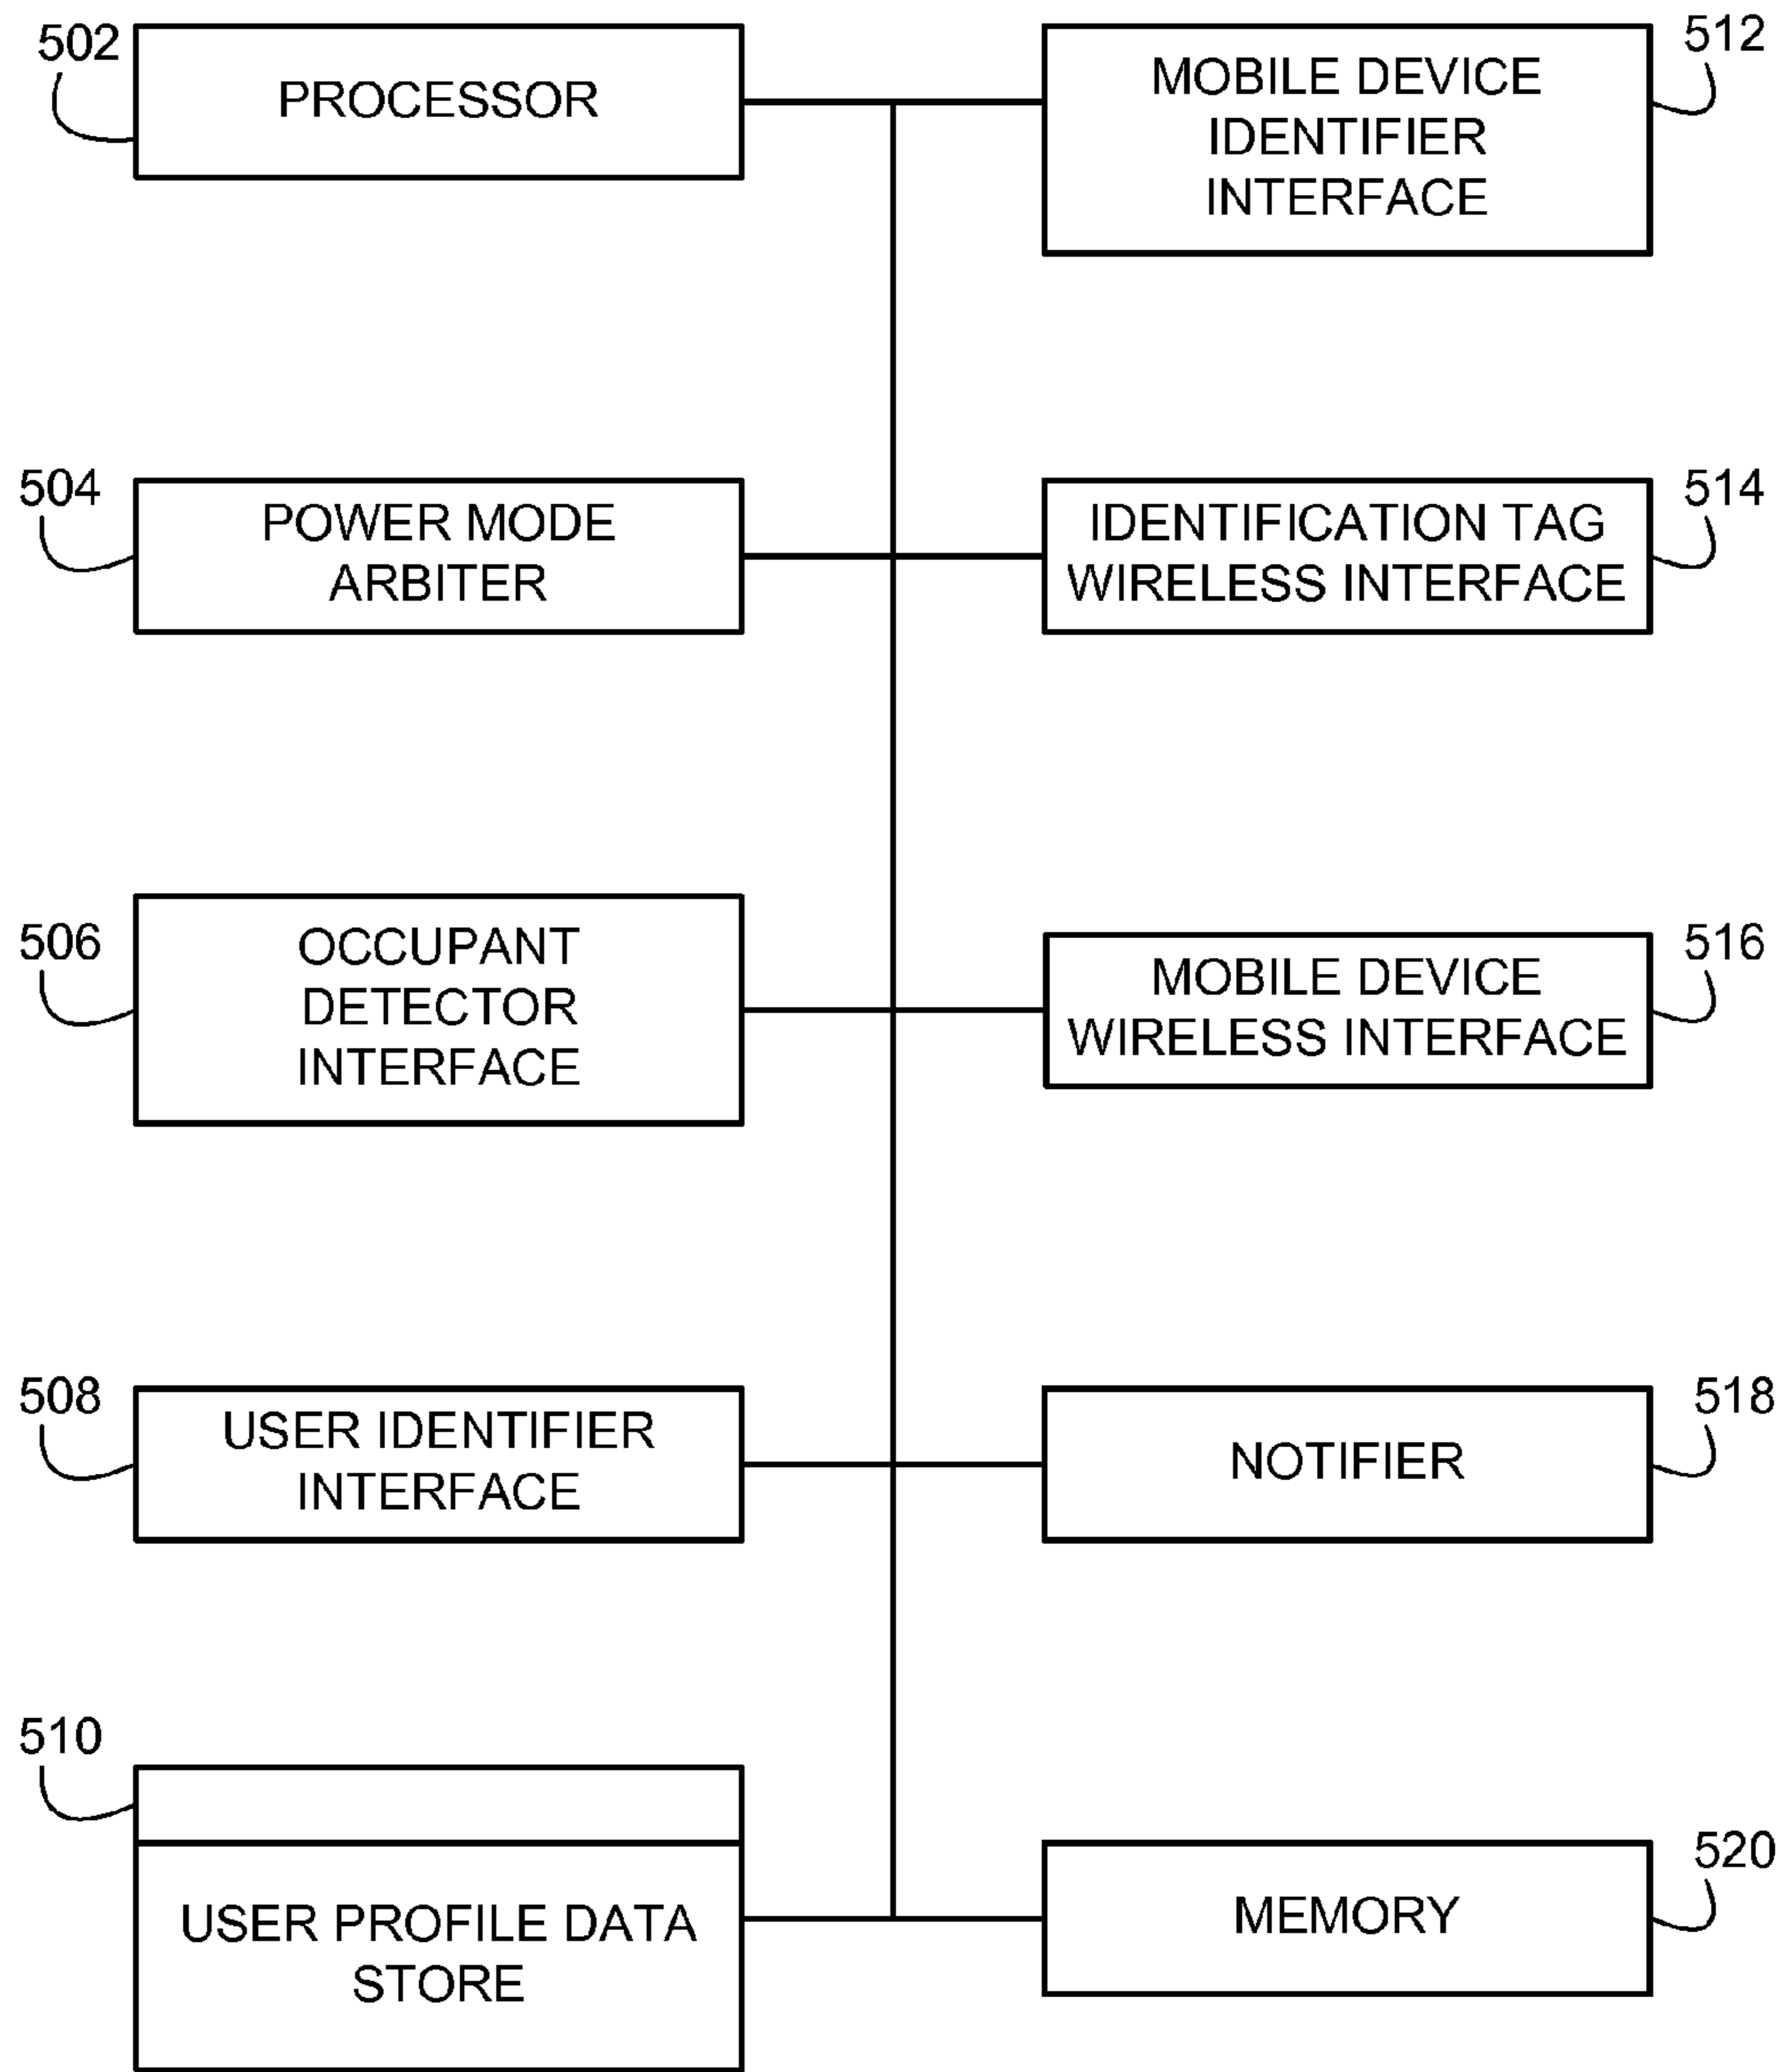 502
PROCESSOR
512
MOBILE DEVICE
IDENTIFIER
INTERFACE
504
POWER MODE
ARBITER
514
IDENTIFICATION TAG
WIRELESS INTERFACE
506
OCCUPANT
DETECTOR
INTERFACE
516
MOBILE DEVICE
WIRELESS INTERFACE
508
USER IDENTIFIER
INTERFACE
518
NOTIFIER
510
USER PROFILE DATA
STORE
520
MEMORY